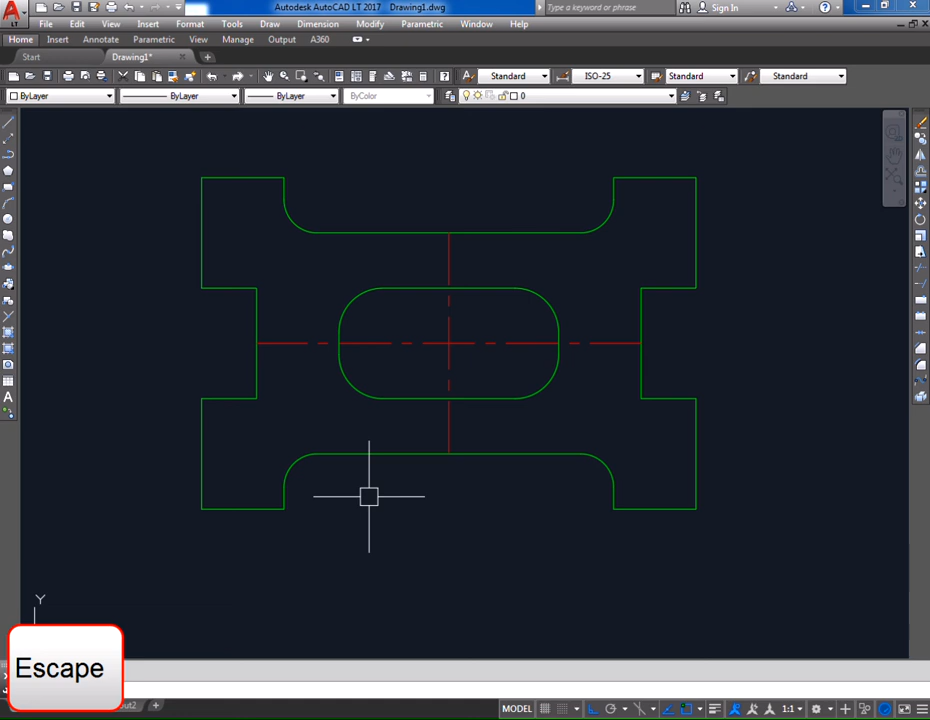 Autodesk AutoCAD LT 2017 Drawing1.dwg
Type a keyword or phrase
Sign In
LT
File Edit View Insert Format Tools Draw Dimension Modify Parametric Window Help
Home Insert Annotate Parametric View Manage Output A360
Start Drawing1*
Standard ISO-25 Standard Standard
ByLayer ByLayer ByLayer ByColor 0
Y
Escape
out2
MODEL 1:1